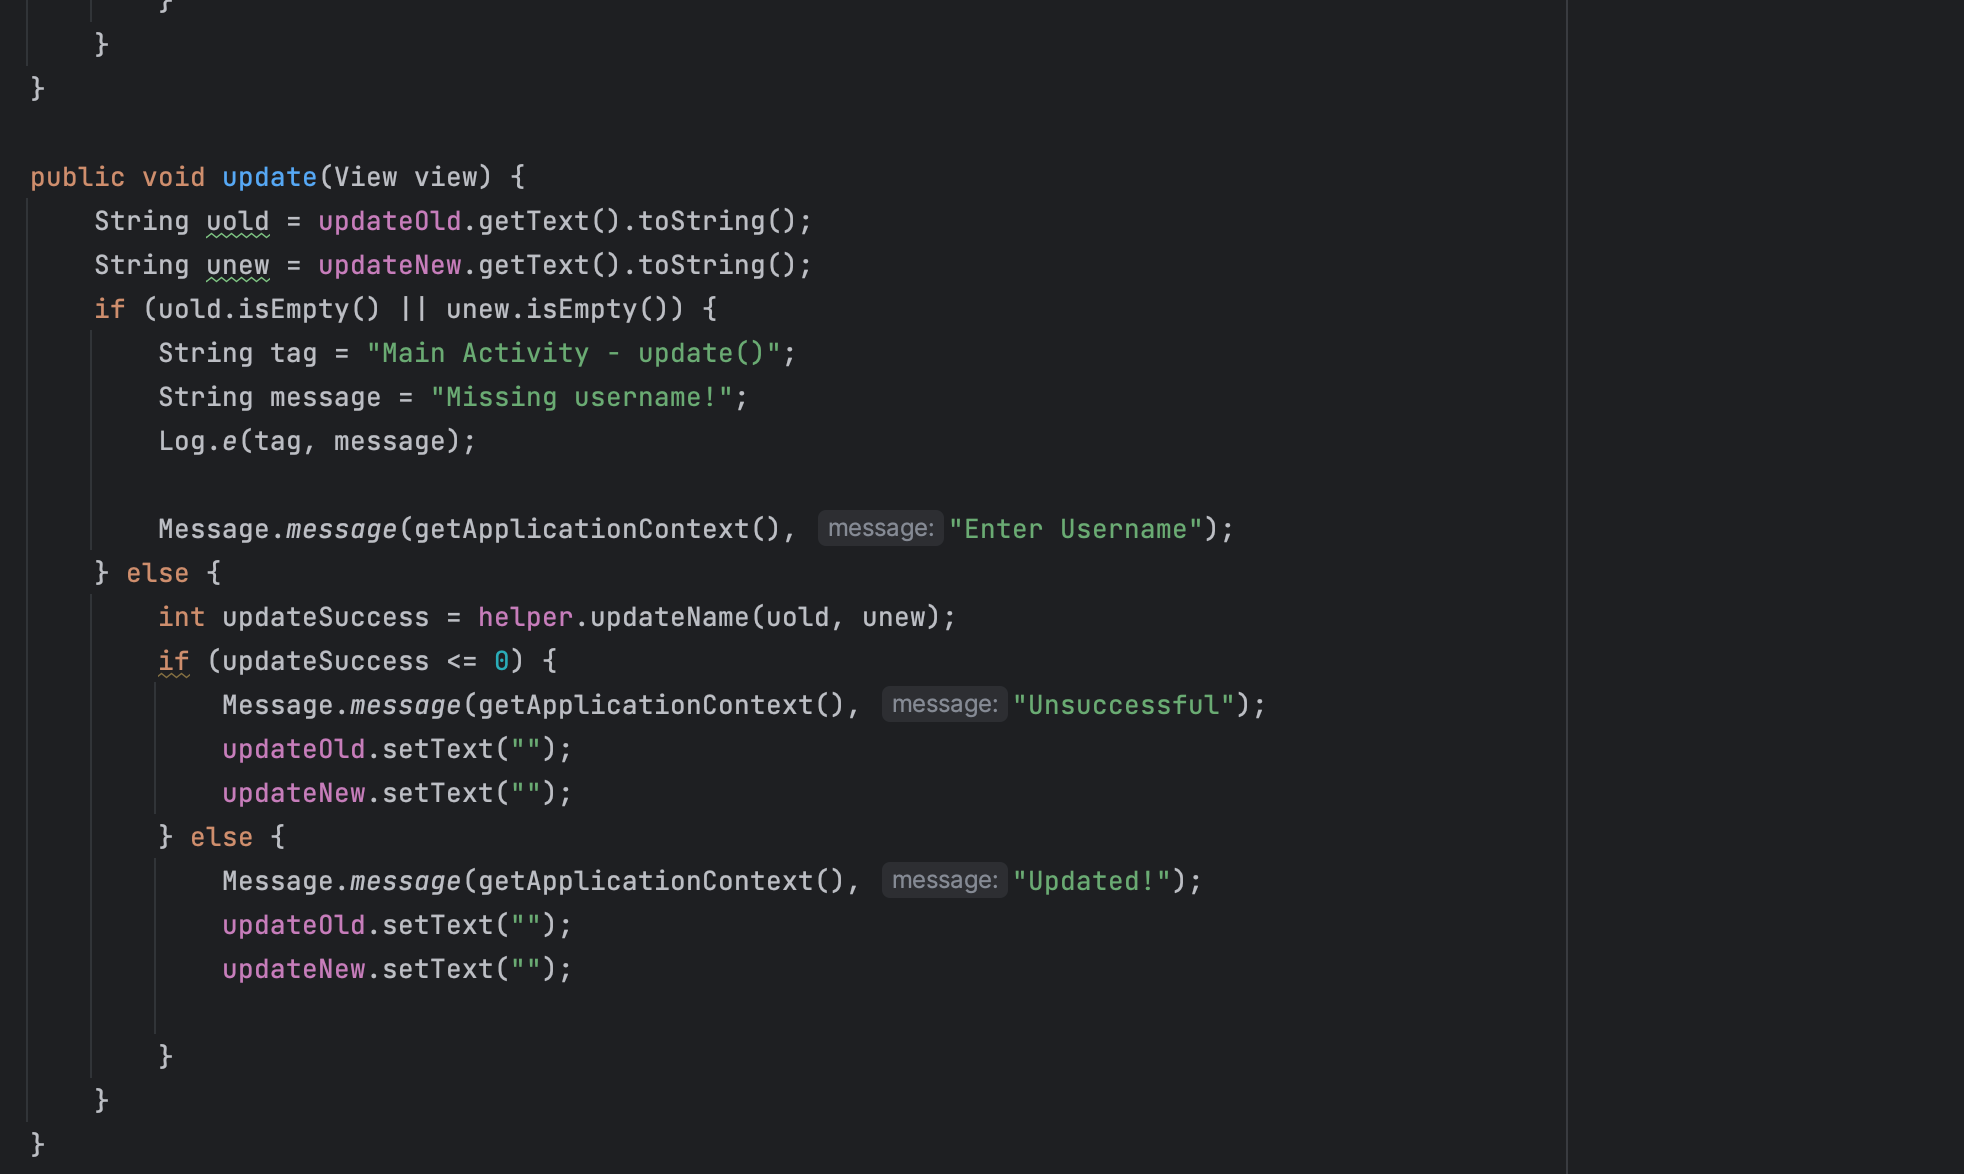 }
}
}
public void update(View view) {
String uold = updateOld.getText().toString();
String unew = updateNew.getText().toString();
if (uold.isEmpty() || unew.isEmpty()) {
String tag = "Main Activity - update()";
String message = "Missing username!";
Log.e(tag, message);
Message.message(getApplicationContext(), message: "Enter Username");
} else {
int updateSuccess = helper.updateName(uold, unew);
if (updateSuccess <= 0) {
Message.message(getApplicationContext(), message: "Unsuccessful");
updateOld.setText("");
updateNew.setText("");
} else {
Message.message(getApplicationContext(), message: "Updated!");
updateOld.setText("");
updateNew.setText("");
}
}
}